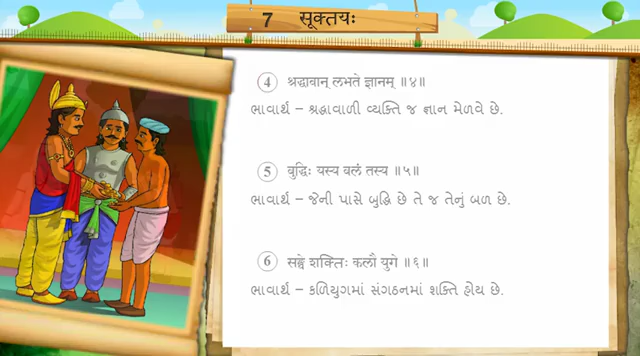 7 સૂક્તયઃ
4 श्रद्धावान् लभते ज्ञानम् ॥४॥
ભાવાર્થ – શ્રદ્ધાવાળી વ્યક્તિ જ જ્ઞાન મેળવે છે.
5 बुद्धिः यस्य बलं तस्य ॥५॥
ભાવાર્થ – જેની પાસે બુદ્ધિ છે તે જ તેનું બળ છે.
6 सङ्घे शक्तिः कलौ युगे ॥६॥
ભાવાર્થ – કળિયુગમાં સંગઠનમાં શક્તિ હોય છે.